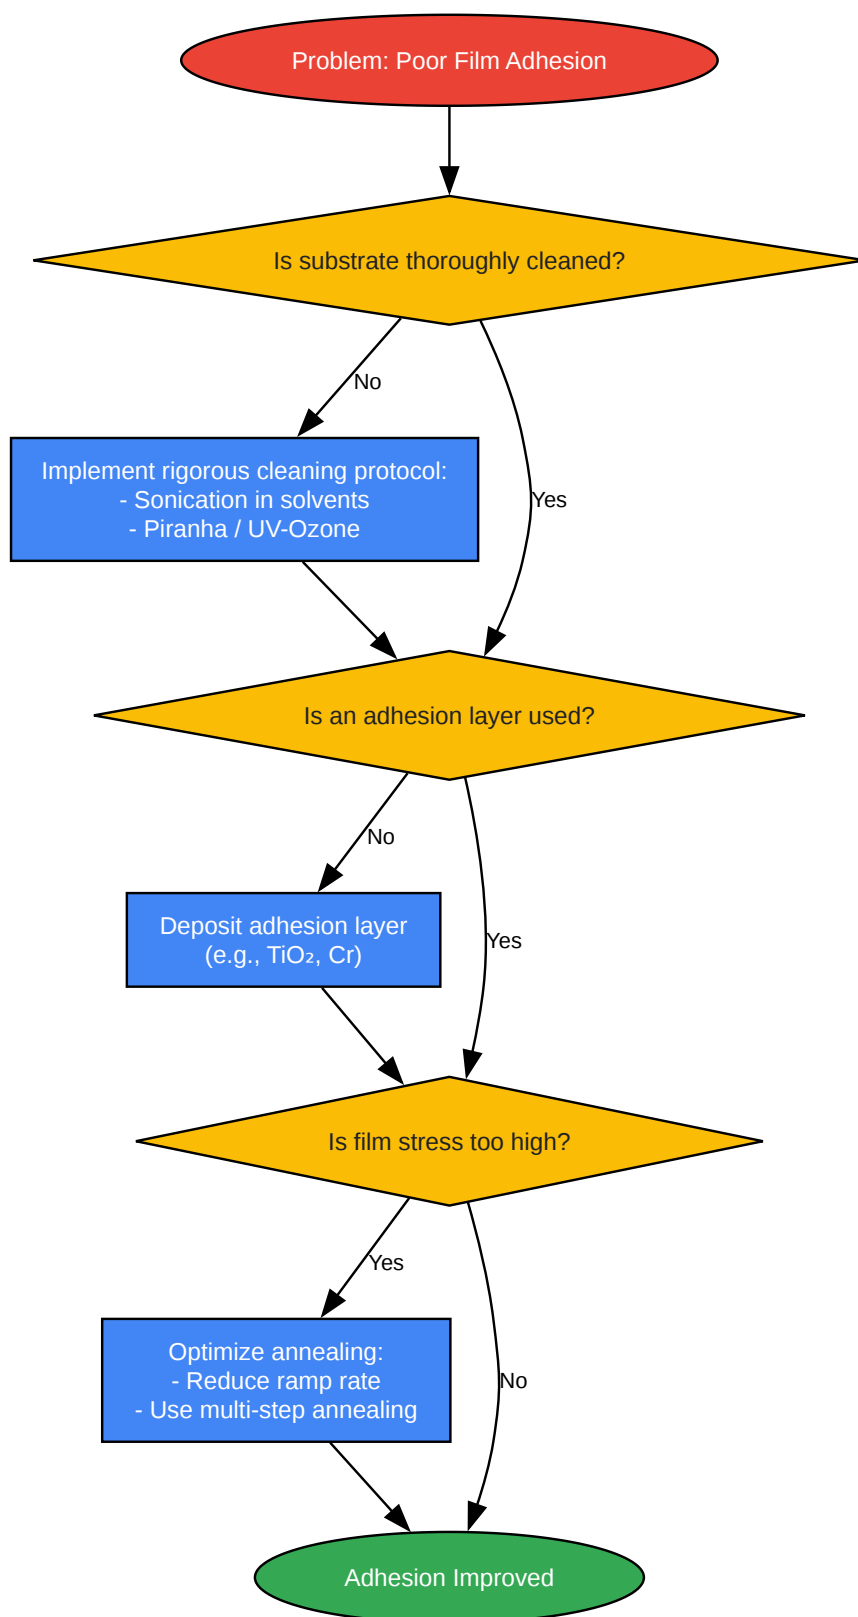 Problem: Poor Film Adhesion
Is substrate thoroughly cleaned?
No
Implement rigorous cleaning protocol:
- Sonication in solvents
- Piranha / UV-Ozone
Yes
Is an adhesion layer used?
No
Deposit adhesion layer
(e.g., TiO₂, Cr)
Yes
Is film stress too high?
Yes
Optimize annealing:
- Reduce ramp rate
- Use multi-step annealing
No
Adhesion Improved